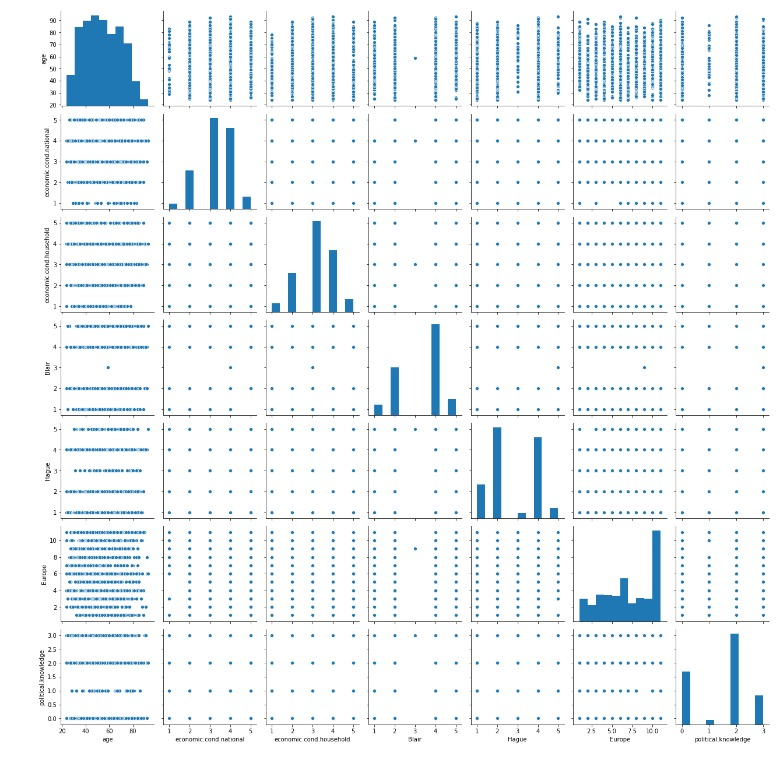 90
80
70
60
50
40
30
20
age
5
4
3
2
1
economic.cond.national
5
4
3
2
1
economic.cond.household
5
4
3
2
1
Blair
5
4
3
2
1
Hague
10
8
6
4
2
Europe
3.0
2.5
2.0
1.5
1.0
0.5
0.0
political.knowledge
20 40 60 80
1 2 3 4 5
1 2 3 4 5
1 2 3 4 5
1 2 3 4 5
2.5 5.0 7.5 10.0
0 1 2 3
age economic.cond.national economic.cond.household Blair Hague Europe political.knowledge